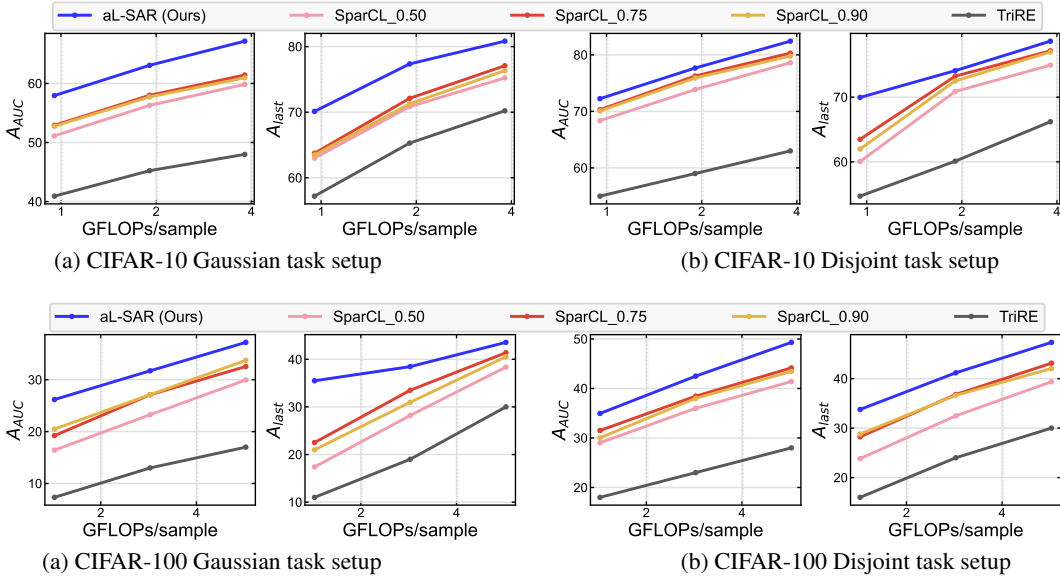 aL-SAR (Ours) SparCL_0.50 SparCL_0.75 SparCL_0.90 TriRE
A_AUC 60 50 40 1 2 4 GFLOPs/sample
A_last 80 70 60 1 2 4 GFLOPs/sample
A_AUC 80 70 60 1 2 4 GFLOPs/sample
A_last 70 60 1 2 4 GFLOPs/sample
(a) CIFAR-10 Gaussian task setup
(b) CIFAR-10 Disjoint task setup
aL-SAR (Ours) SparCL_0.50 SparCL_0.75 SparCL_0.90 TriRE
A_AUC 30 20 10 2 4 GFLOPs/sample
A_last 40 30 20 10 2 4 GFLOPs/sample
A_AUC 50 40 30 20 2 4 GFLOPs/sample
A_last 40 30 20 2 4 GFLOPs/sample
(a) CIFAR-100 Gaussian task setup
(b) CIFAR-100 Disjoint task setup